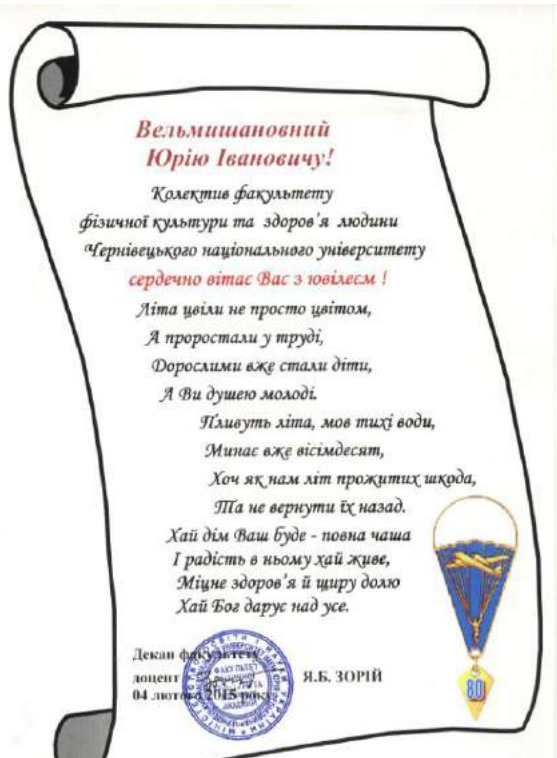 Вельмишановний
Юрію Івановичу!
Колектив факультету
фізичної культури та здоров'я людини
Чернівецького національного університету
сердечно вітає Вас з ювілеєм !
Літа цвіли не просто цвітом,
А проростали у труді,
Дорослими вже стали діти,
А Ви душею молоді.
Пливуть літа, мов тихі води,
Минає вже вісімдесят,
Хоч як нам літ прожитих шкода,
Та не вернути їх назад.
Хай дім Ваш буде - повна чаша
І радість в ньому хай живе,
Міцне здоров'я й щиру долю
Хай Бог дарує над усе.
Декан факультету
доцент Я.Б. ЗОРІЙ
04 лютого 2015 року
80